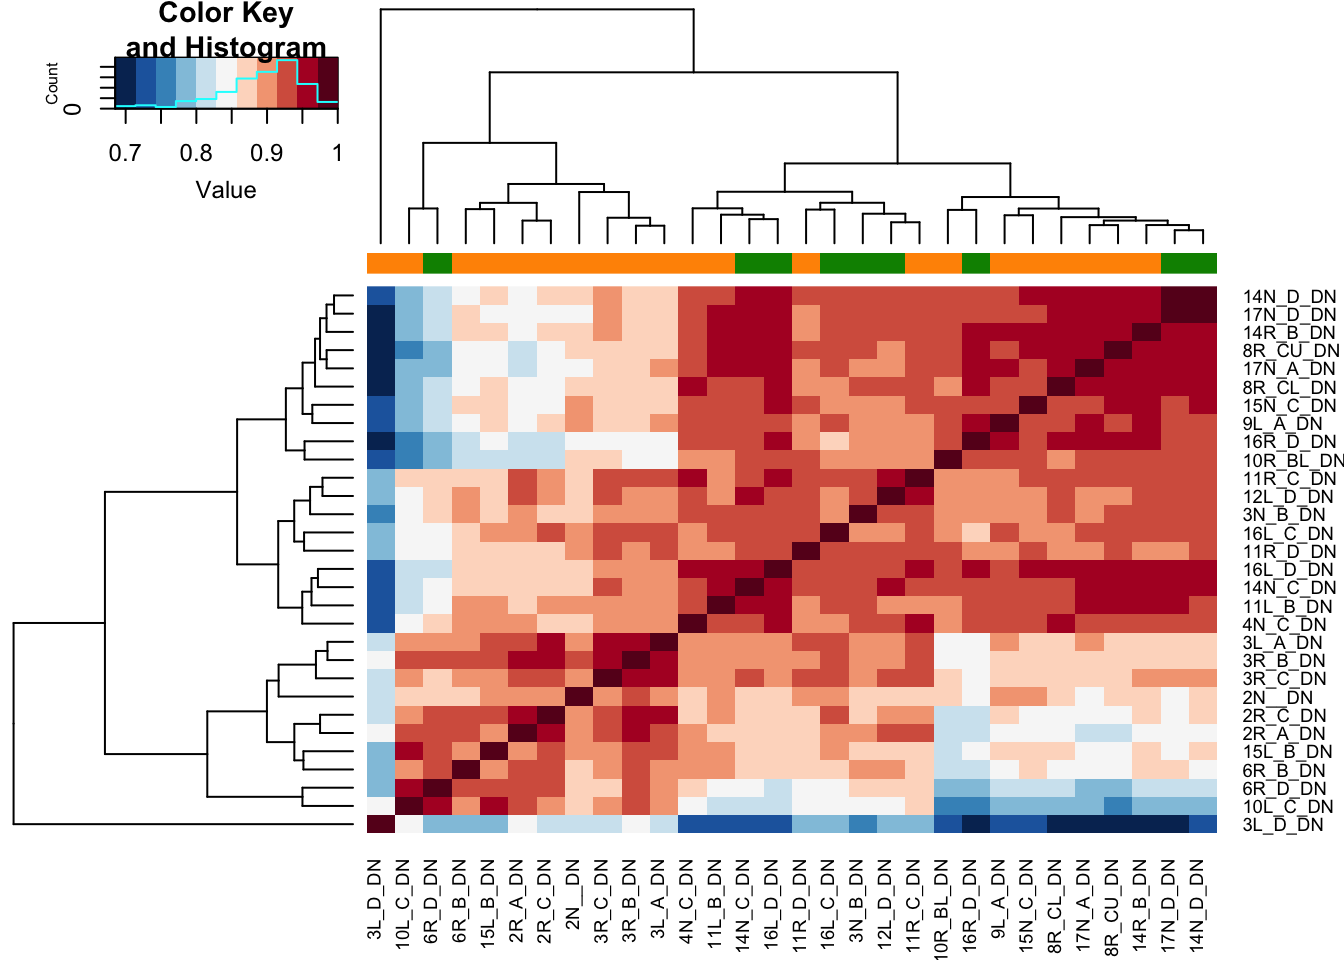 Color Key
and Histogram
Count
0
0.7 0.8 0.9 1
Value
14N_D_DN
17N_D_DN
14R_B_DN
8R_CU_DN
17N_A_DN
8R_CL_DN
15N_C_DN
9L_A_DN
16R_D_DN
10R_BL_DN
11R_C_DN
12L_D_DN
3N_B_DN
16L_C_DN
11R_D_DN
16L_D_DN
14N_C_DN
11L_B_DN
4N_C_DN
3L_A_DN
3R_B_DN
3R_C_DN
2N__DN
2R_C_DN
2R_A_DN
15L_B_DN
6R_B_DN
6R_D_DN
10L_C_DN
3L_D_DN
3L_D_DN
10L_C_DN
6R_D_DN
6R_B_DN
15L_B_DN
2R_A_DN
2R_C_DN
2N__DN
3R_C_DN
3R_B_DN
3L_A_DN
4N_C_DN
11L_B_DN
14N_C_DN
16L_D_DN
11R_D_DN
16L_C_DN
3N_B_DN
12L_D_DN
11R_C_DN
10R_BL_DN
16R_D_DN
9L_A_DN
15N_C_DN
8R_CL_DN
17N_A_DN
8R_CU_DN
14R_B_DN
17N_D_DN
14N_D_DN